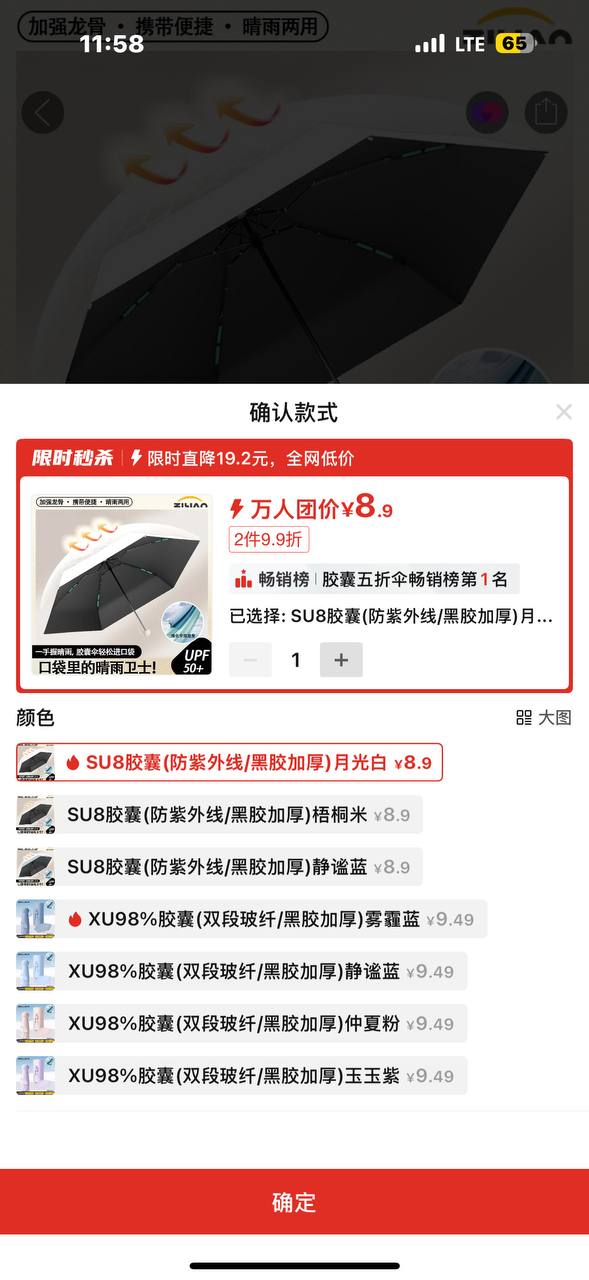 加强龙骨 · 携带便捷 · 晴雨两用
11:58
LTE 65
确认款式
限时秒杀 限时直降19.2元，全网低价
加强龙骨 · 携带便捷 · 晴雨两用
一手握晴雨, 胶囊伞轻松进口袋
口袋里的晴雨卫士!
UPF
50+
万人团价¥8.9
2件9.9折
畅销榜 胶囊五折伞畅销榜第1名
已选择: SU8胶囊(防紫外线/黑胶加厚)月...
1
颜色
大图
SU8胶囊(防紫外线/黑胶加厚)月光白 ¥8.9
SU8胶囊(防紫外线/黑胶加厚)梧桐米 ¥8.9
SU8胶囊(防紫外线/黑胶加厚)静谧蓝 ¥8.9
XU98%胶囊(双段玻纤/黑胶加厚)雾霾蓝 ¥9.49
XU98%胶囊(双段玻纤/黑胶加厚)静谧蓝 ¥9.49
XU98%胶囊(双段玻纤/黑胶加厚)仲夏粉 ¥9.49
XU98%胶囊(双段玻纤/黑胶加厚)玉玉紫 ¥9.49
确定